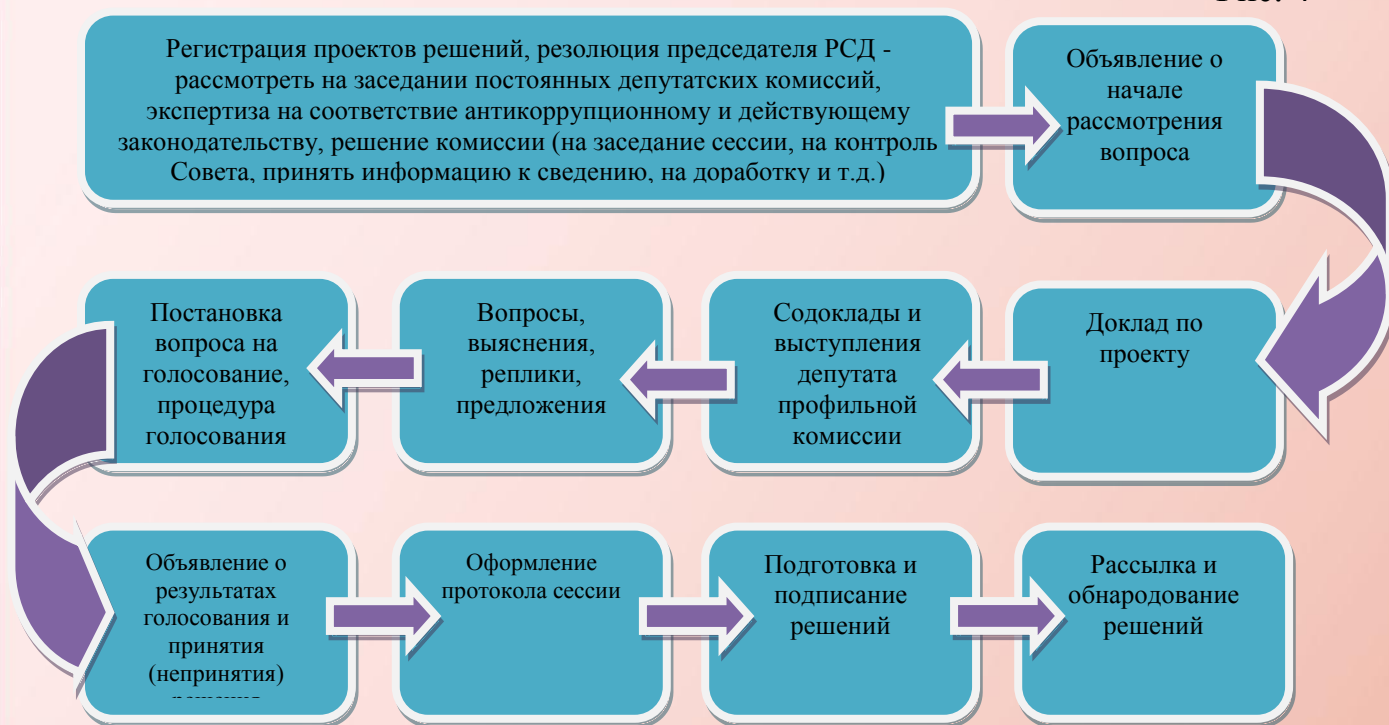 Регистрация проектов решений, резолюция председателя РСД -
рассмотреть на заседании постоянных депутатских комиссий,
экспертиза на соответствие антикоррупционному и действующему
законодательству, решение комиссии (на заседание сессии, на контроль
Совета, принять информацию к сведению, на доработку и т.д.)
Объявление о
начале
рассмотрения
вопроса
Доклад по
проекту
Содоклады и
выступления
депутата
профильной
комиссии
Вопросы,
выяснения,
реплики,
предложения
Постановка
вопроса на
голосование,
процедура
голосования
Объявление о
результатах
голосования и
принятия
(непринятия)
Оформление
протокола сессии
Подготовка и
подписание
решений
Рассылка и
обнародование
решений